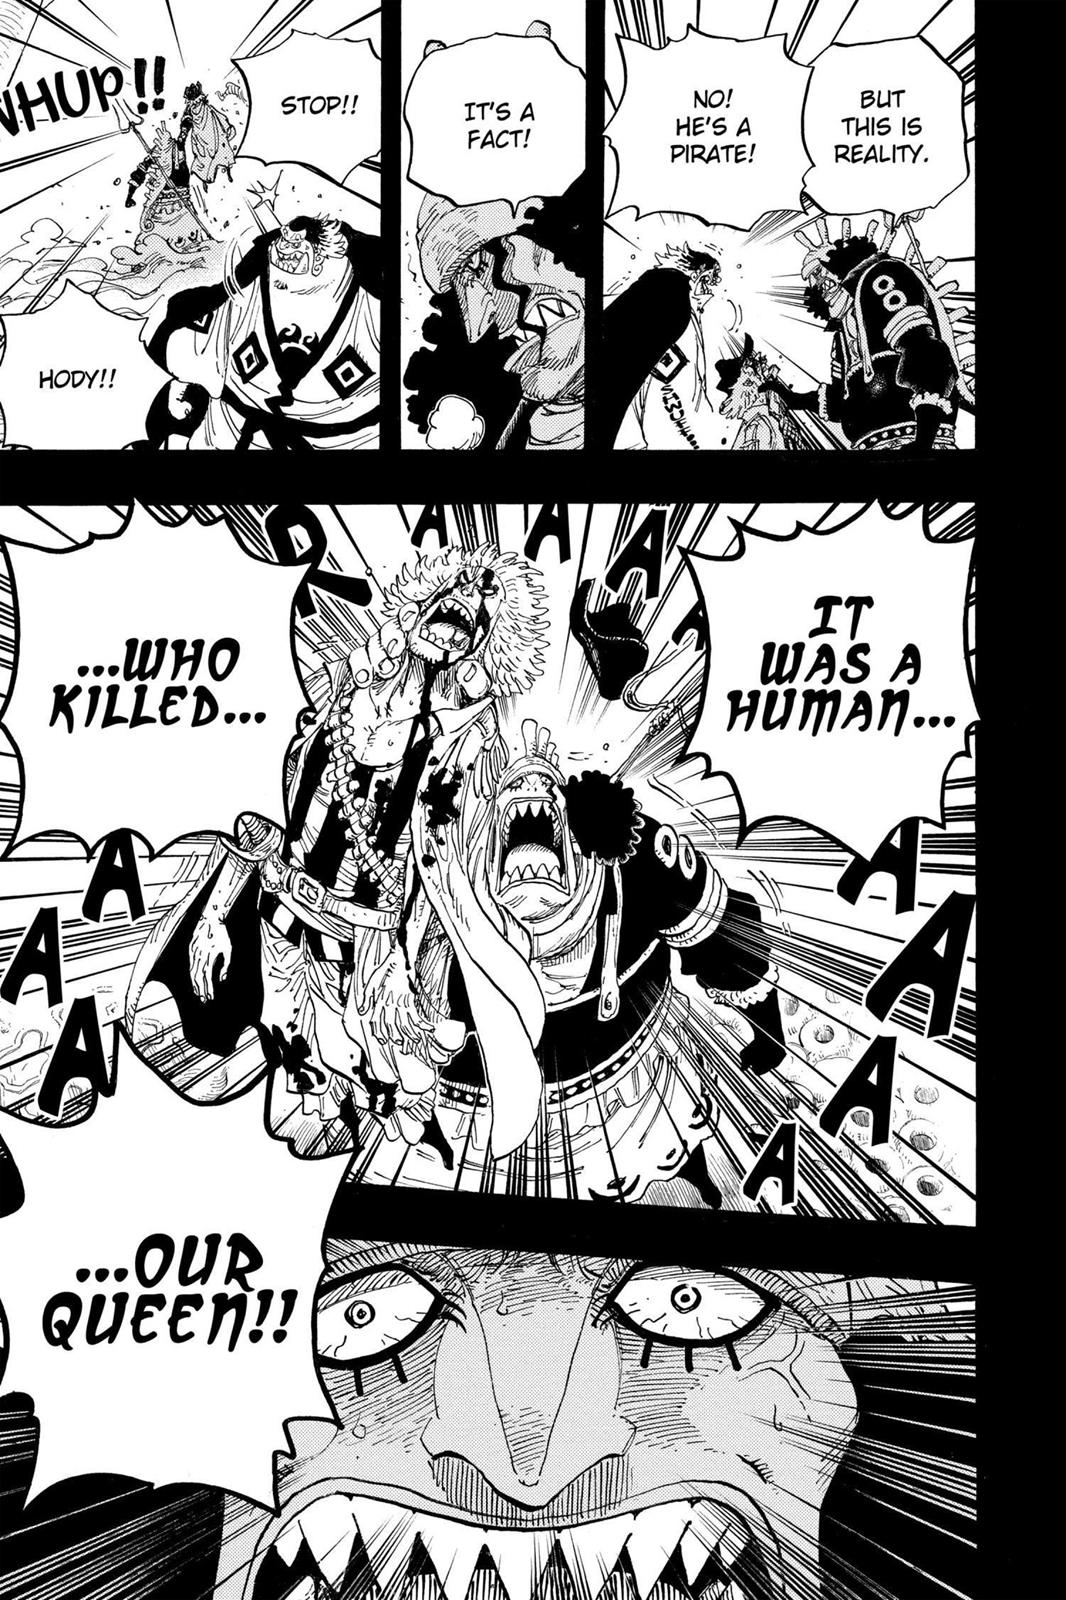 BUT
THIS IS
REALITY.
NO!
HE'S A
PIRATE!
IT'S A
FACT!
STOP!!
WHUP!!
HODY!!
IT
WAS A
HUMAN...
R A A A A A
...WHO
KILLED...
A A A
A A A A A
...OUR
QUEEN!!